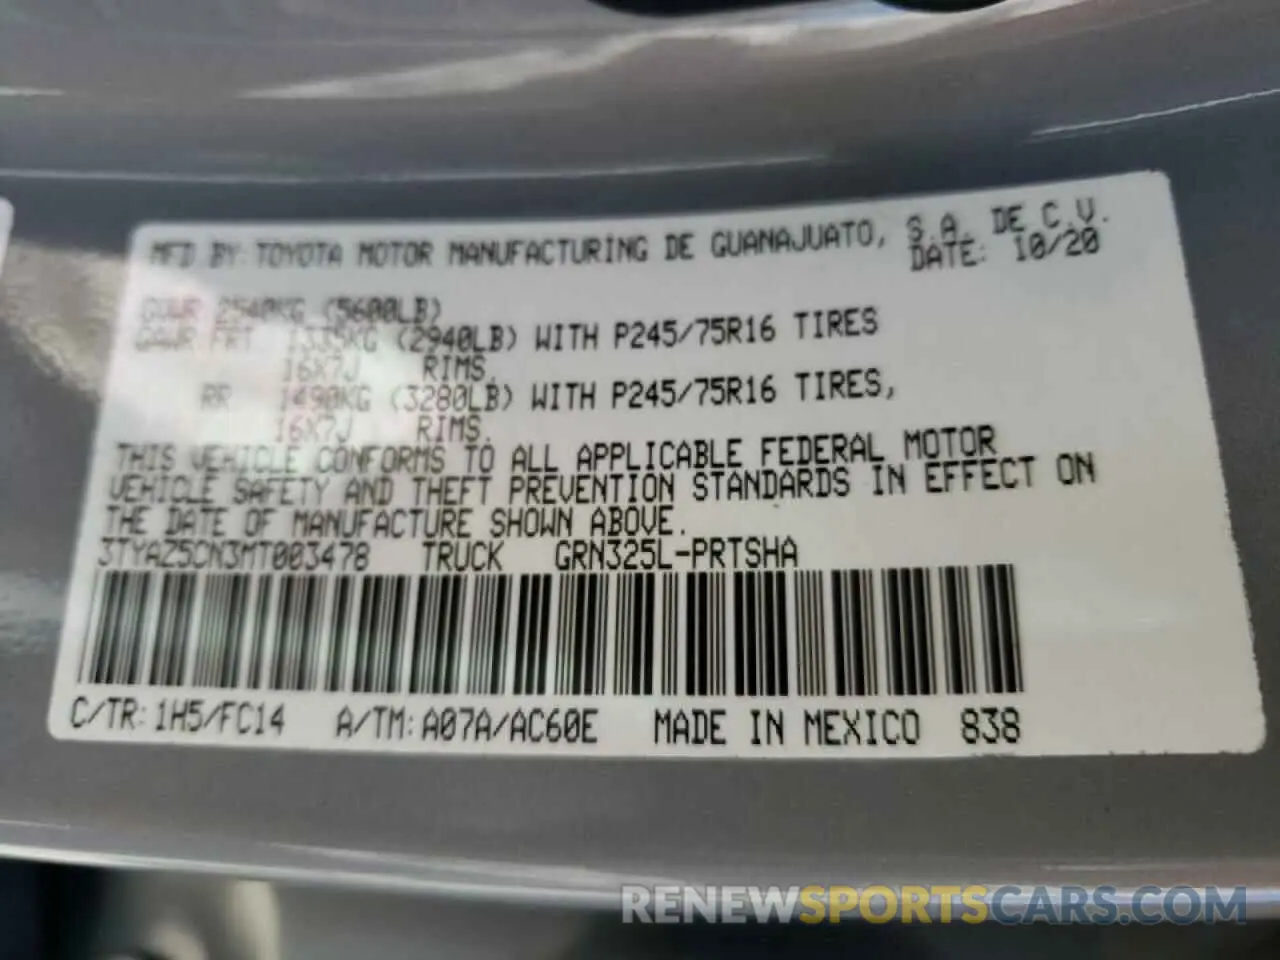 MFD BY: TOYOTA MOTOR MANUFACTURING DE GUANAJUATO, S.A. DE C.V.
DATE: 10/20
GVWR 2540KG (5600LB)
GAWR FRT 1335KG (2940LB) WITH P245/75R16 TIRES
16X7J RIMS,
RR 1490KG (3280LB) WITH P245/75R16 TIRES,
16X7J RIMS.
THIS VEHICLE CONFORMS TO ALL APPLICABLE FEDERAL MOTOR
VEHICLE SAFETY AND THEFT PREVENTION STANDARDS IN EFFECT ON
THE DATE OF MANUFACTURE SHOWN ABOVE.
3TYAZ5CN3MT003478 TRUCK GRN325L-PRTSHA
C/TR: 1H5/FC14 A/TM: A07A/AC60E MADE IN MEXICO 838
RENEWSPORTSCARS.COM